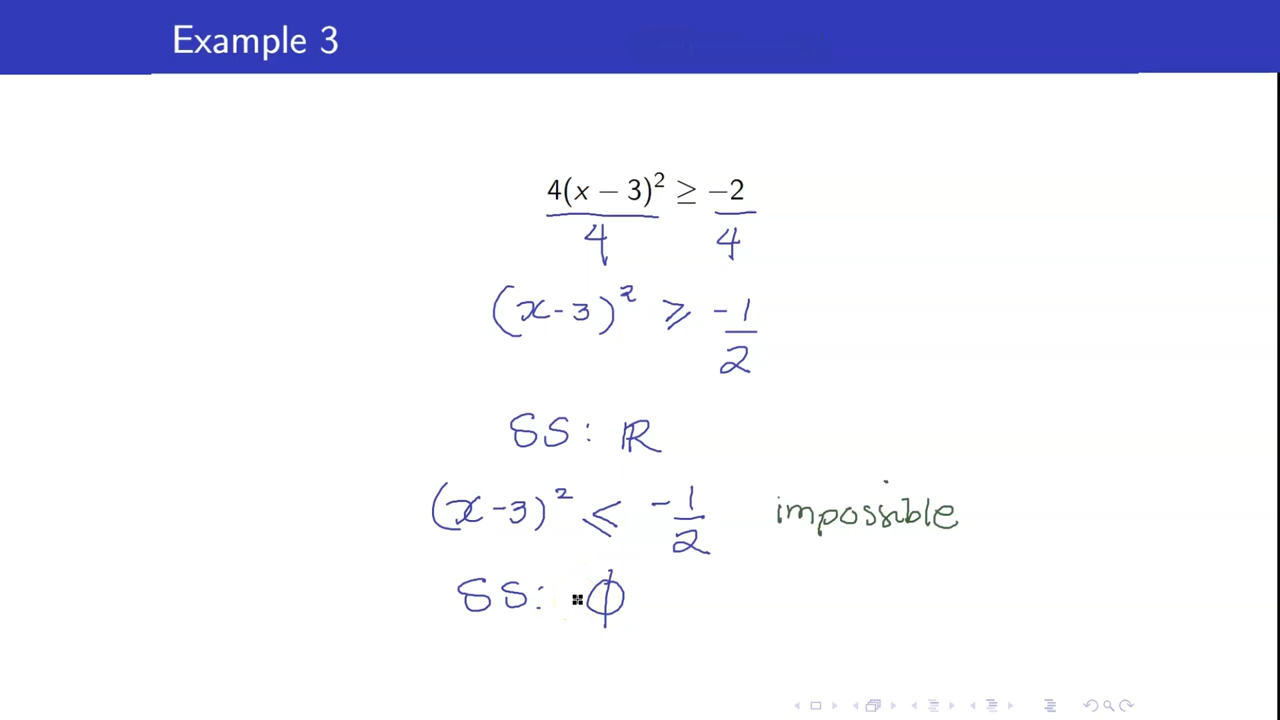 Example 3
4(x − 3)² ≥ −2
4 4
(x-3)² ≥ -1/2
SS: ℝ
(x-3)² ≤ -1/2 impossible
SS: ϕ